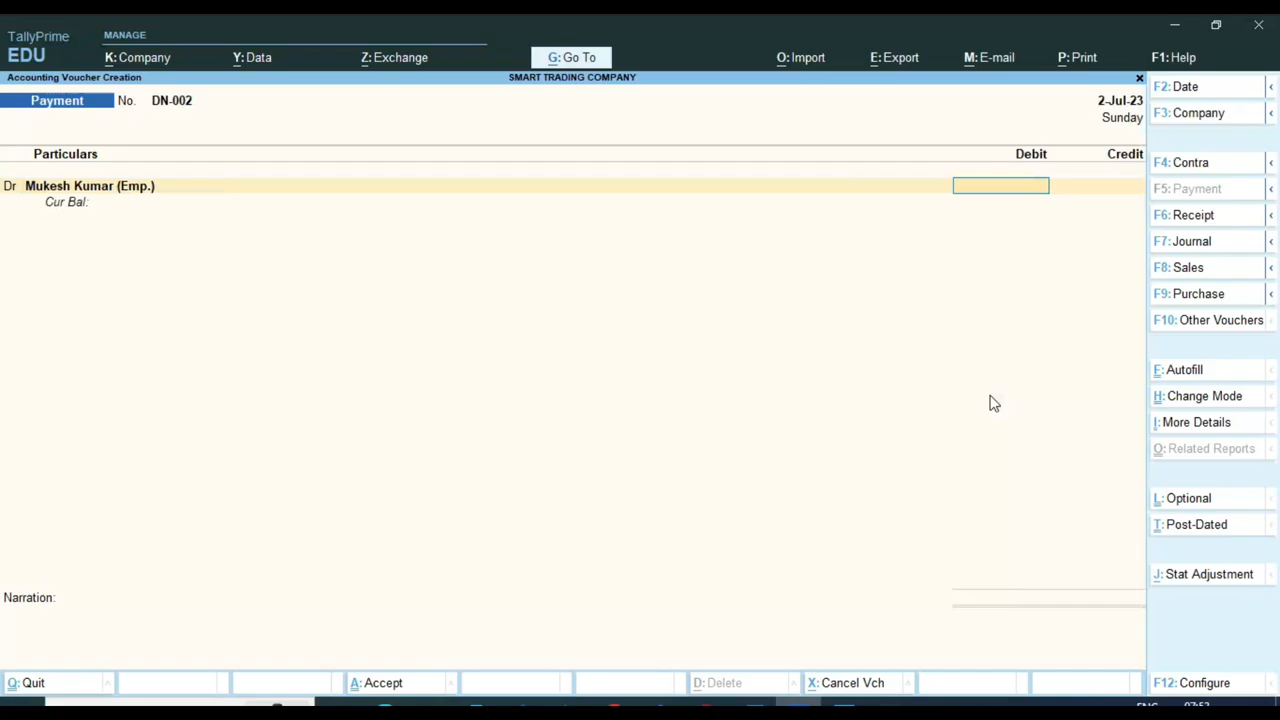 TallyPrime
EDU
MANAGE
K: Company
Y: Data
Z: Exchange
G: Go To
O: Import
E: Export
M: E-mail
P: Print
F1: Help
Accounting Voucher Creation
SMART TRADING COMPANY
Payment No. DN-002
2-Jul-23
Sunday
Particulars
Debit
Credit
Dr Mukesh Kumar (Emp.)
Cur Bal:
Narration:
F2: Date
F3: Company
F4: Contra
F5: Payment
F6: Receipt
F7: Journal
F8: Sales
F9: Purchase
F10: Other Vouchers
F: Autofill
H: Change Mode
I: More Details
O: Related Reports
L: Optional
T: Post-Dated
J: Stat Adjustment
Q: Quit
A: Accept
D: Delete
X: Cancel Vch
F12: Configure